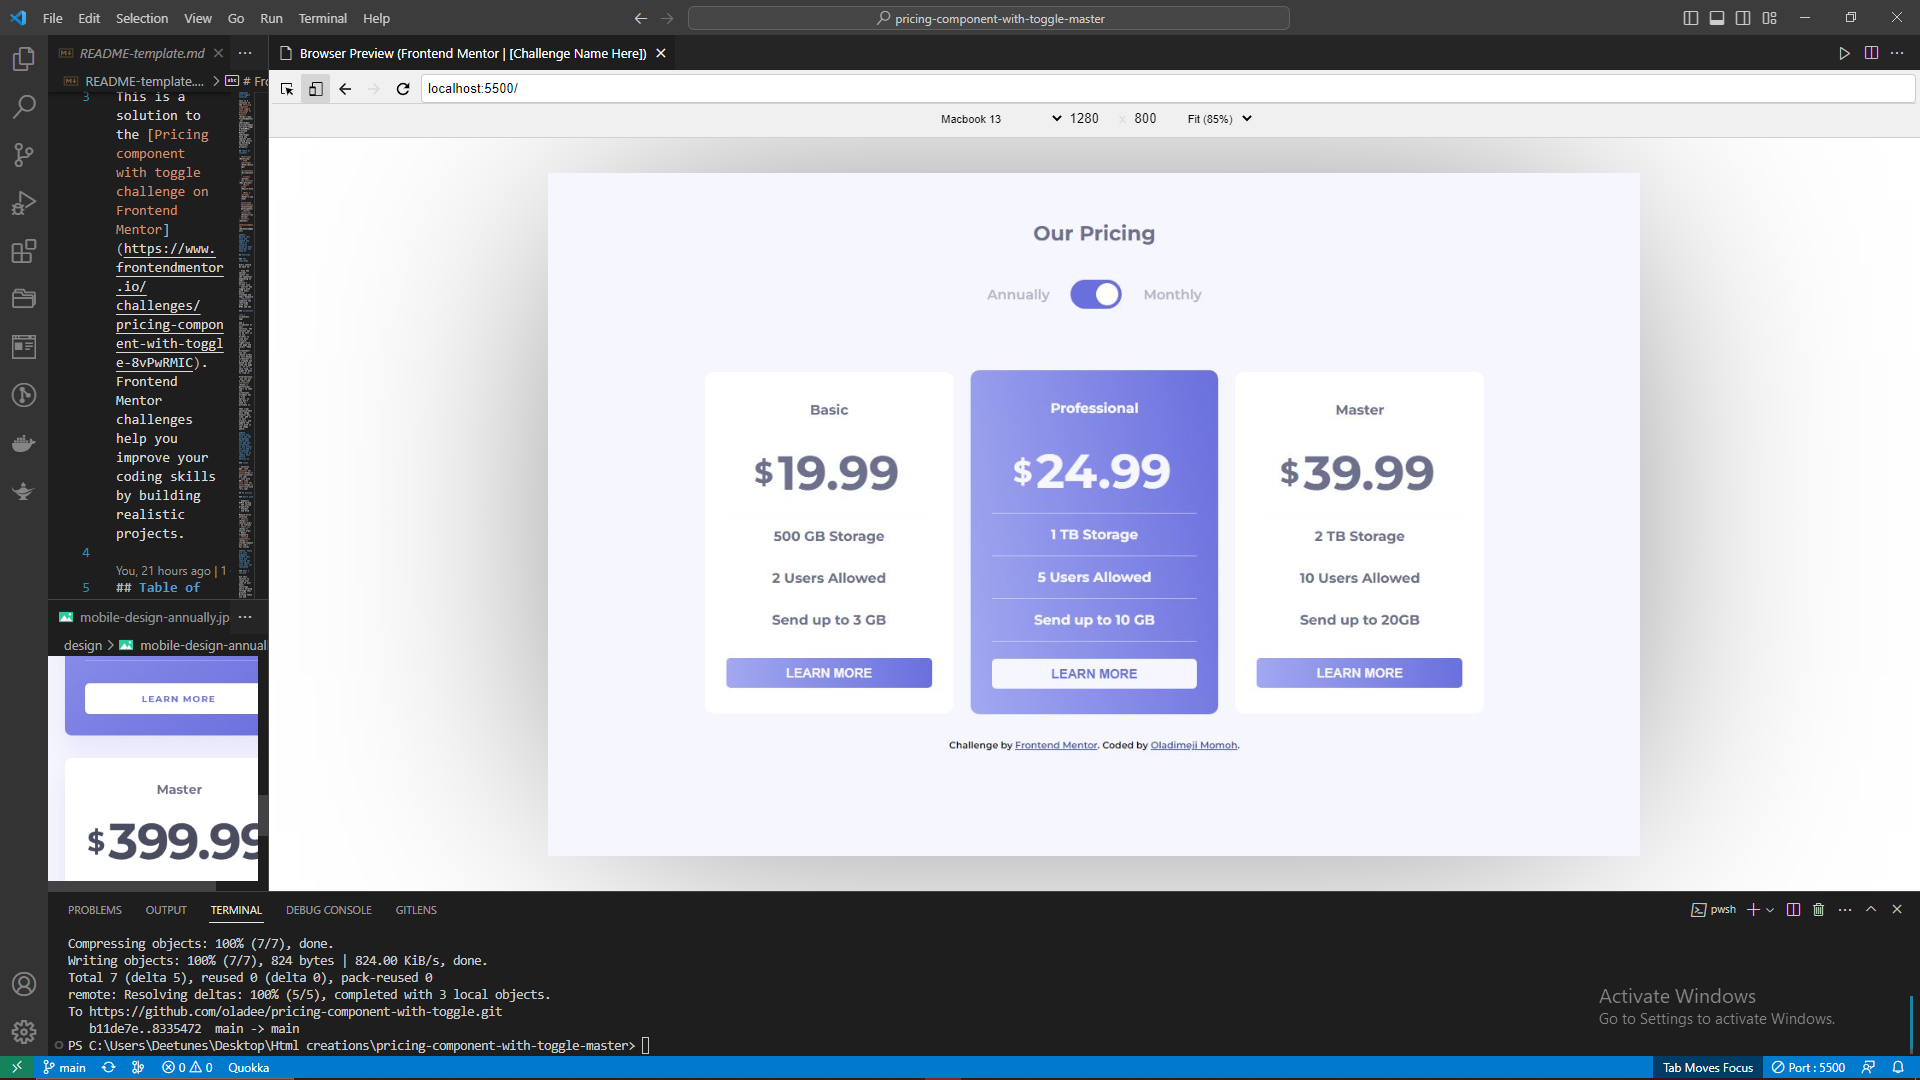 File Edit Selection View Go Run Terminal Help
pricing-component-with-toggle-master
README-template.md
README-template.... > # Fro
3 This is a
solution to
the [Pricing
component
with toggle
challenge on
Frontend
Mentor]
(https://www.
frontendmentor
.io/
challenges/
pricing-compon
ent-with-toggl
e-8vPwRMIC).
Frontend
Mentor
challenges
help you
improve your
coding skills
by building
realistic
projects.
4
You, 21 hours ago | 1
5 ## Table of
mobile-design-annually.jp
design > mobile-design-annuall
LEARN MORE
Master
$399.99
Browser Preview (Frontend Mentor | [Challenge Name Here])
localhost:5500/
Macbook 13 1280 x 800 Fit (85%)
Our Pricing
Annually Monthly
Basic
$19.99
500 GB Storage
2 Users Allowed
Send up to 3 GB
LEARN MORE
Professional
$24.99
1 TB Storage
5 Users Allowed
Send up to 10 GB
LEARN MORE
Master
$39.99
2 TB Storage
10 Users Allowed
Send up to 20GB
LEARN MORE
Challenge by Frontend Mentor. Coded by Oladimeji Momoh.
PROBLEMS OUTPUT TERMINAL DEBUG CONSOLE GITLENS
pwsh
Compressing objects: 100% (7/7), done.
Writing objects: 100% (7/7), 824 bytes | 824.00 KiB/s, done.
Total 7 (delta 5), reused 0 (delta 0), pack-reused 0
remote: Resolving deltas: 100% (5/5), completed with 3 local objects.
To https://github.com/oladee/pricing-component-with-toggle.git
b11de7e..8335472 main -> main
PS C:\Users\Deetunes\Desktop\Html creations\pricing-component-with-toggle-master>
Activate Windows
Go to Settings to activate Windows.
main 0 0 Quokka
Tab Moves Focus Port : 5500